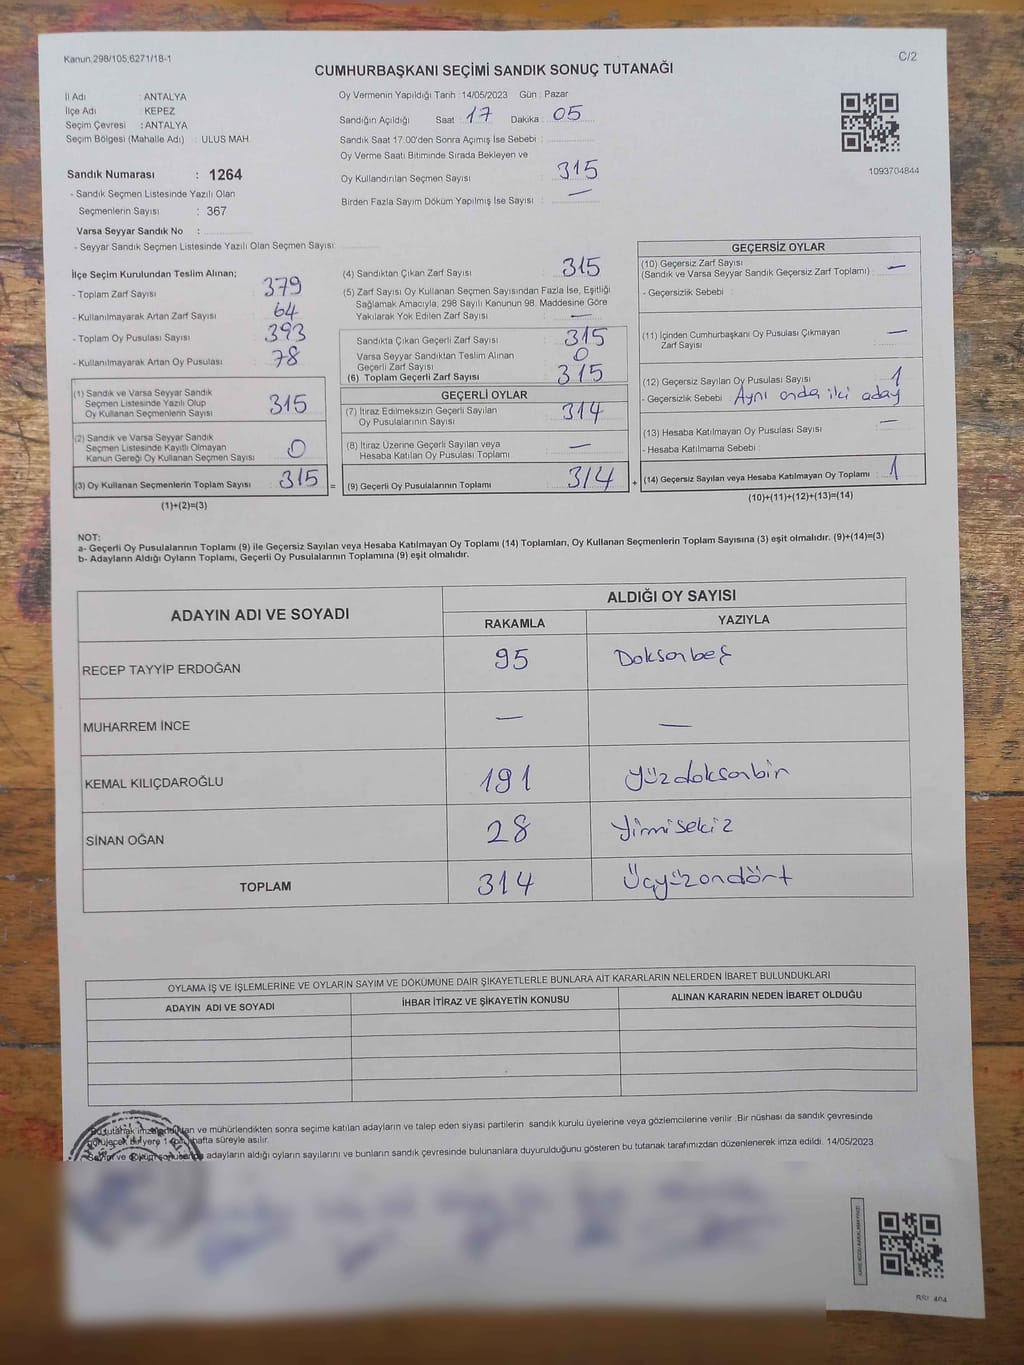 Kanun,298/105,6271/18-1
C/2
CUMHURBAŞKANI SEÇİMİ SANDIK SONUÇ TUTANAĞI
İl Adı : ANTALYA
İlçe Adı : KEPEZ
Seçim Çevresi : ANTALYA
Seçim Bölgesi (Mahalle Adı) : ULUS MAH.
Sandık Numarası : 1264
- Sandık Seçmen Listesinde Yazılı Olan
Seçmenlerin Sayısı : 367
Varsa Seyyar Sandık No :
- Seyyar Sandık Seçmen Listesinde Yazılı Olan Seçmen Sayısı:
Oy Vermenin Yapıldığı Tarih : 14/05/2023 Gün : Pazar
Sandığın Açıldığı Saat : 17 Dakika : 05
Sandık Saat 17.00'den Sonra Açımış İse Sebebi :
Oy Verme Saati Bitiminde Sırada Bekleyen ve
Oy Kullandırılan Seçmen Sayısı : 315
Birden Fazla Sayım Döküm Yapılmış İse Sayısı : —
1093704844
İlçe Seçim Kurulundan Teslim Alınan;
- Toplam Zarf Sayısı : 379
- Kullanılmayarak Artan Zarf Sayısı : 64
- Toplam Oy Pusulası Sayısı : 393
- Kullanılmayarak Artan Oy Pusulası : 78
(1) Sandık ve Varsa Seyyar Sandık
Seçmen Listesinde Yazılı Olup
Oy Kullanan Seçmenlerin Sayısı : 315
(2) Sandık ve Varsa Seyyar Sandık
Seçmen Listesinde Kayıtlı Olmayan
Kanun Gereği Oy Kullanan Seçmen Sayısı : 0
(3) Oy Kullanan Seçmenlerin Toplam Sayısı : 315 =
(1)+(2)=(3)
(4) Sandıktan Çıkan Zarf Sayısı : 315
(5) Zarf Sayısı Oy Kullanan Seçmen Sayısından Fazla İse, Eşitliği
Sağlamak Amacıyla, 298 Sayılı Kanunun 98. Maddesine Göre
Yakılarak Yok Edilen Zarf Sayısı : —
Sandıkta Çıkan Geçerli Zarf Sayısı : 315
Varsa Seyyar Sandıktan Teslim Alınan
Geçerli Zarf Sayısı : 0
(6) Toplam Geçerli Zarf Sayısı : 315
GEÇERLİ OYLAR
(7) İtiraz Edilmeksizin Geçerli Sayılan
Oy Pusulalarının Sayısı : 314
(8) İtiraz Üzerine Geçerli Sayılan veya
Hesaba Katılan Oy Pusulası Toplamı : —
(9) Geçerli Oy Pusulalarının Toplamı : 314 +
GEÇERSİZ OYLAR
(10) Geçersiz Zarf Sayısı
(Sandık ve Varsa Seyyar Sandık Geçersiz Zarf Toplamı) : —
- Geçersizlik Sebebi :
(11) İçinden Cumhurbaşkanı Oy Pusulası Çıkmayan
Zarf Sayısı : —
(12) Geçersiz Sayılan Oy Pusulası Sayısı : 1
- Geçersizlik Sebebi : Aynı anda iki aday
(13) Hesaba Katılmayan Oy Pusulası Sayısı : —
- Hesaba Katılmama Sebebi :
(14) Geçersiz Sayılan veya Hesaba Katılmayan Oy Toplamı : 1
(10)+(11)+(12)+(13)=(14)
NOT:
a- Geçerli Oy Pusulalarının Toplamı (9) ile Geçersiz Sayılan veya Hesaba Katılmayan Oy Toplamı (14) Toplamları, Oy Kullanan Seçmenlerin Toplam Sayısına (3) eşit olmalıdır. (9)+(14)=(3)
b- Adayların Aldığı Oyların Toplamı, Geçerli Oy Pusulalarının Toplamına (9) eşit olmalıdır.
ADAYIN ADI VE SOYADI
ALDIĞI OY SAYISI
RAKAMLA YAZIYLA
RECEP TAYYİP ERDOĞAN 95 Doksanbeş
MUHARREM İNCE — —
KEMAL KILIÇDAROĞLU 191 Yüzdoksanbir
SİNAN OĞAN 28 Yirmisekiz
TOPLAM 314 Üçyüzondört
OYLAMA İŞ VE İŞLEMLERİNE VE OYLARIN SAYIM VE DÖKÜMÜNE DAİR ŞİKAYETLERLE BUNLARA AİT KARARLARIN NELERDEN İBARET BULUNDUKLARI
ADAYIN ADI VE SOYADI İHBAR İTİRAZ VE ŞİKAYETİN KONUSU ALINAN KARARIN NEDEN İBARET OLDUĞU
Bu tutanak imzalandıktan ve mühürlendikten sonra seçime katılan adayların ve talep eden siyasi partilerin sandık kurulu üyelerine veya gözlemcilerine verilir .Bir nüshası da sandık çevresinde
görülecek bir yere 1 hafta süreyle asılır.
Sayım ve döküm sonucunda adayların aldığı oyların sayılarını ve bunların sandık çevresinde bulunanlara duyurulduğunu gösteren bu tutanak tarafımızdan düzenlenerek imza edildi. 14/05/2023